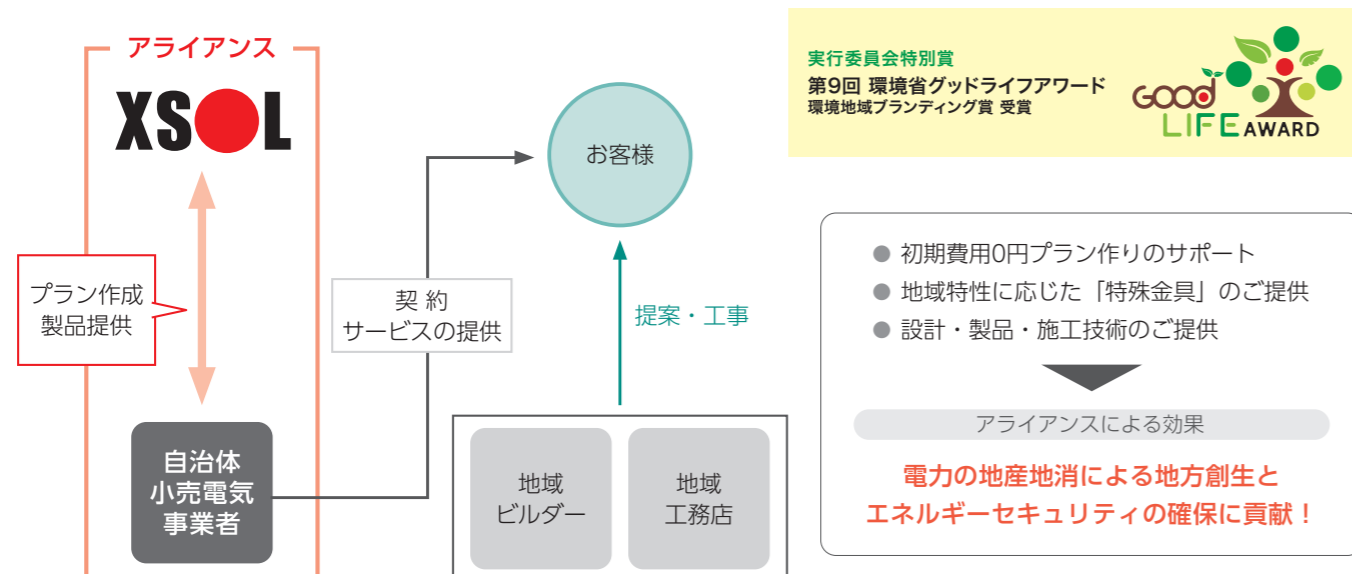 アライアンス
XSOL
プラン作成
製品提供
自治体
小売電気
事業者
契 約
サービスの提供
お客様
提案・工事
地域
ビルダー
地域
工務店
実行委員会特別賞
第9回 環境省グッドライフアワード
環境地域ブランディング賞 受賞
GOOD
LIFE AWARD
● 初期費用0円プラン作りのサポート
● 地域特性に応じた「特殊金具」のご提供
● 設計・製品・施工技術のご提供
アライアンスによる効果
電力の地産地消による地方創生と
エネルギーセキュリティの確保に貢献！